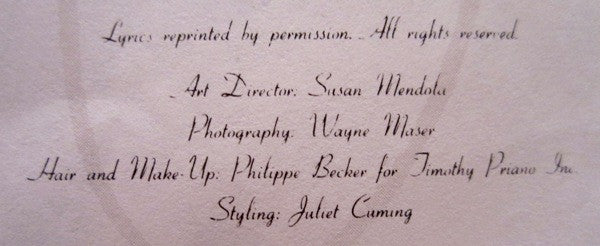 Lyrics reprinted by permission. All rights reserved
Art Director: Susan Mendola
Photography: Wayne Maser
Hair and Make-Up: Philippe Becker for Timothy Priano Inc.
Styling: Juliet Cuming